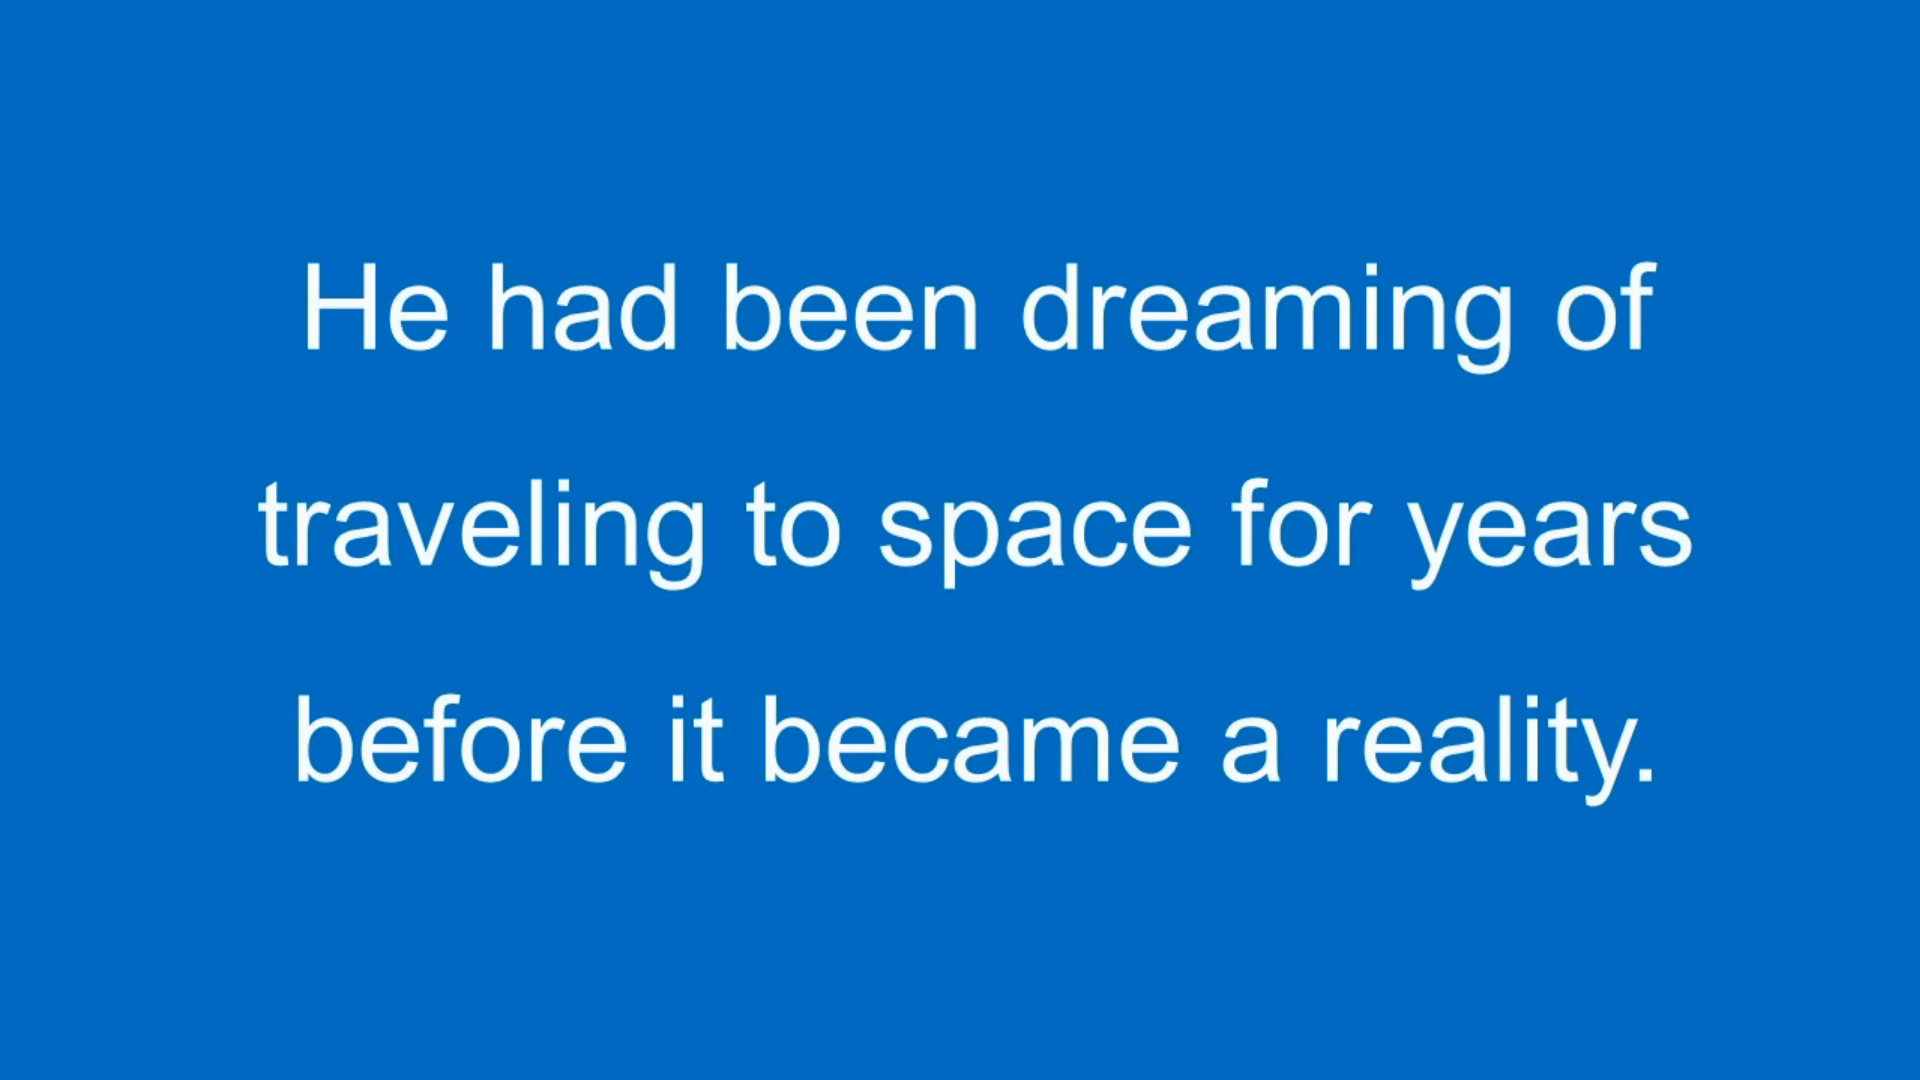 He had been dreaming of
traveling to space for years
before it became a reality.